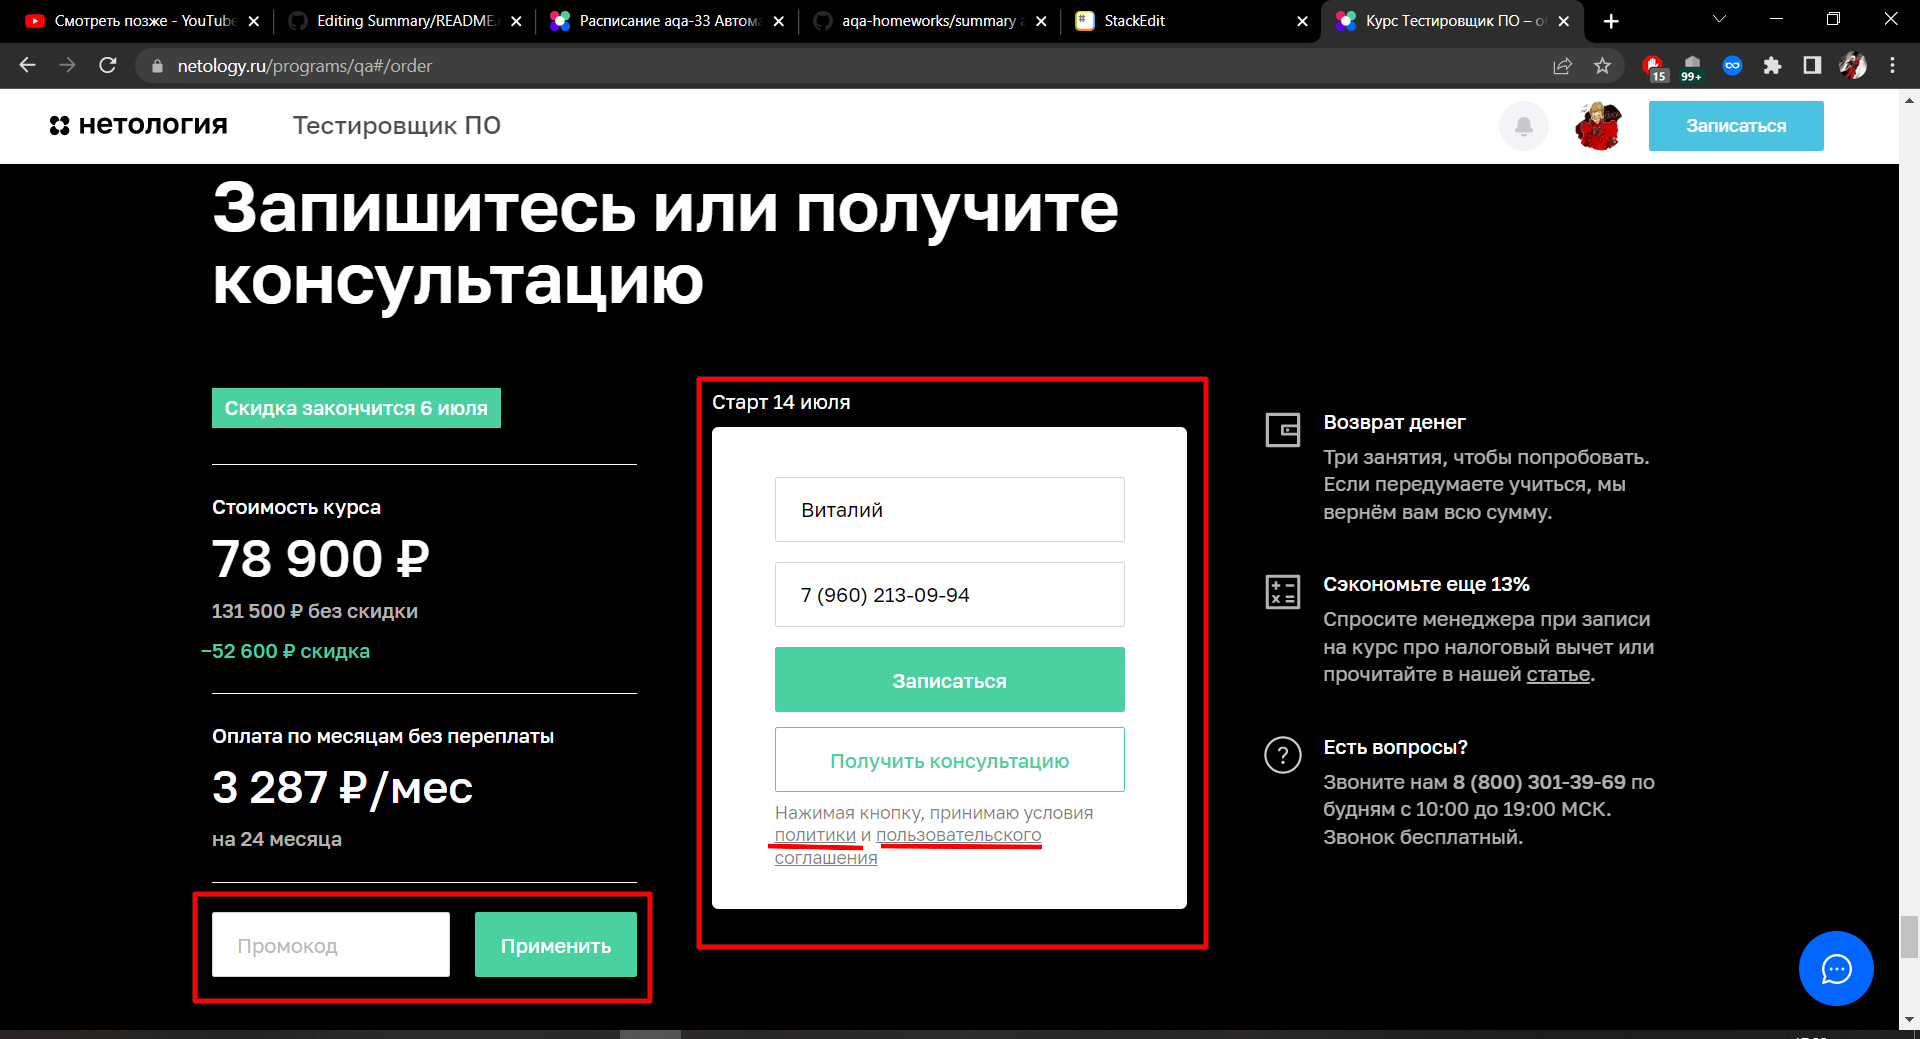 Смотреть позже - YouTube
Editing Summary/README.
Расписание aqa-33 Автома
aqa-homeworks/summary a
StackEdit
Курс Тестировщик ПО – о
netology.ru/programs/qa#/order
15
99+
нетология
Тестировщик ПО
Записаться
Запишитесь или получите
консультацию
Скидка закончится 6 июля
Стоимость курса
78 900 ₽
131 500 ₽ без скидки
−52 600 ₽ скидка
Оплата по месяцам без переплаты
3 287 ₽/мес
на 24 месяца
Промокод
Применить
Старт 14 июля
Виталий
7 (960) 213-09-94
Записаться
Получить консультацию
Нажимая кнопку, принимаю условия
политики и пользовательского
соглашения
Возврат денег
Три занятия, чтобы попробовать.
Если передумаете учиться, мы
вернём вам всю сумму.
Сэкономьте еще 13%
Спросите менеджера при записи
на курс про налоговый вычет или
прочитайте в нашей статье.
Есть вопросы?
Звоните нам 8 (800) 301-39-69 по
будням с 10:00 до 19:00 МСК.
Звонок бесплатный.